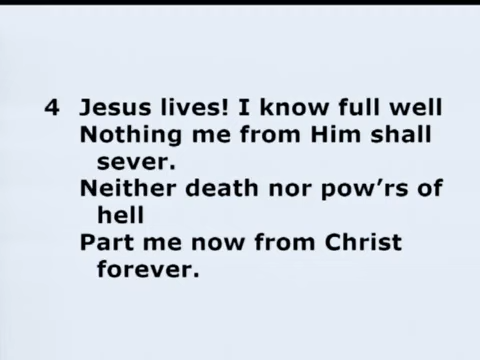 4 Jesus lives! I know full well
Nothing me from Him shall
sever.
Neither death nor pow’rs of
hell
Part me now from Christ
forever.